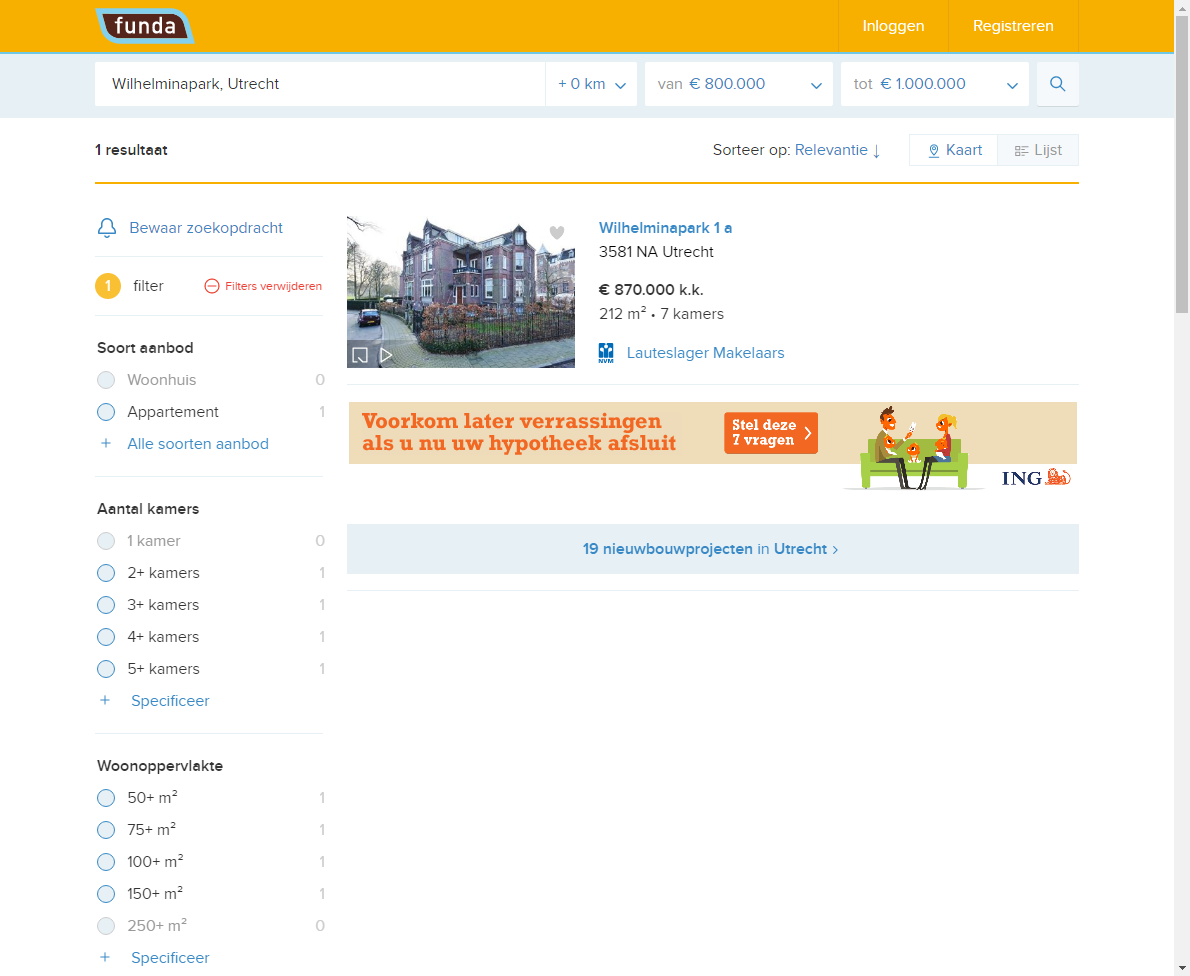 funda
Inloggen
Registreren
Wilhelminapark, Utrecht
+ 0 km
van € 800.000
tot € 1.000.000
1 resultaat
Sorteer op: Relevantie ↓
Kaart
Lijst
Bewaar zoekopdracht
1 filter
Filters verwijderen
Soort aanbod
Woonhuis 0
Appartement 1
+ Alle soorten aanbod
Aantal kamers
1 kamer 0
2+ kamers 1
3+ kamers 1
4+ kamers 1
5+ kamers 1
+ Specificeer
Woonoppervlakte
50+ m² 1
75+ m² 1
100+ m² 1
150+ m² 1
250+ m² 0
+ Specificeer
Wilhelminapark 1 a
3581 NA Utrecht
€ 870.000 k.k.
212 m² • 7 kamers
NVM
Lauteslager Makelaars
Voorkom later verrassingen
als u nu uw hypotheek afsluit
Stel deze
7 vragen
ING
19 nieuwbouwprojecten in Utrecht ›